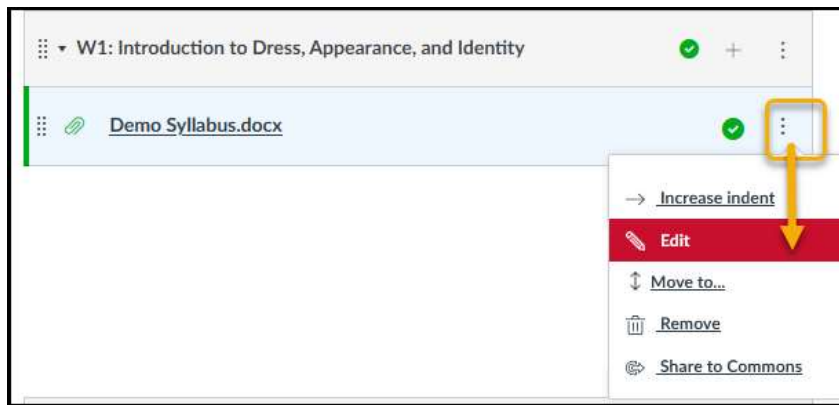 W1: Introduction to Dress, Appearance, and Identity
Demo Syllabus.docx
Increase indent
Edit
Move to...
Remove
Share to Commons